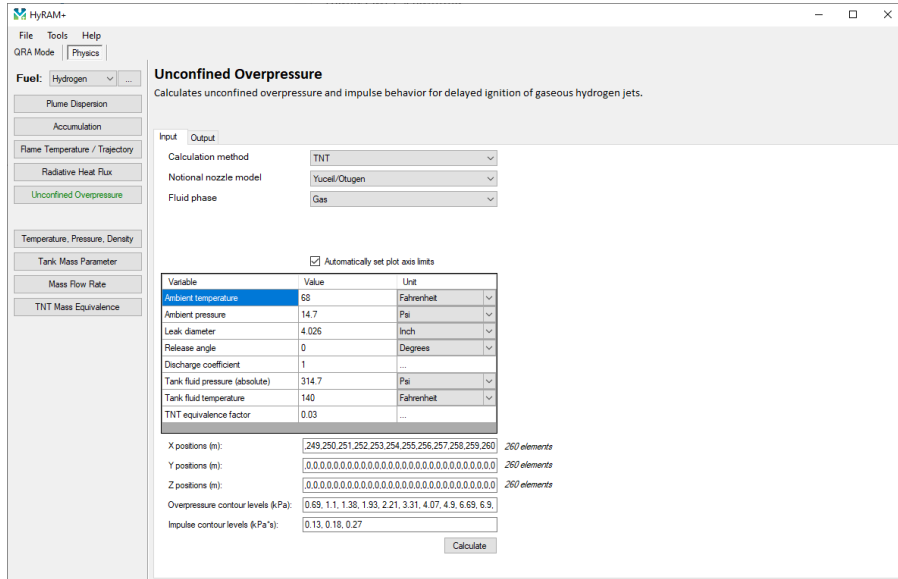 HyRAM+
File Tools Help
QRA Mode Physics
Fuel: Hydrogen ...
Plume Dispersion
Accumulation
Flame Temperature / Trajectory
Radiative Heat Flux
Unconfined Overpressure
Temperature, Pressure, Density
Tank Mass Parameter
Mass Flow Rate
TNT Mass Equivalence
Unconfined Overpressure
Calculates unconfined overpressure and impulse behavior for delayed ignition of gaseous hydrogen jets.
Input Output
Calculation method TNT
Notional nozzle model Yuceil/Otugen
Fluid phase Gas
Automatically set plot axis limits
Variable Value Unit
Ambient temperature 68 Fahrenheit
Ambient pressure 14.7 Psi
Leak diameter 4.026 Inch
Release angle 0 Degrees
Discharge coefficient 1 ...
Tank fluid pressure (absolute) 314.7 Psi
Tank fluid temperature 140 Fahrenheit
TNT equivalence factor 0.03 ...
X positions (m): ,249,250,251,252,253,254,255,256,257,258,259,260 260 elements
Y positions (m): ,0,0,0,0,0,0,0,0,0,0,0,0,0,0,0,0,0,0,0,0,0,0,0,0,0,0,0,0,0 260 elements
Z positions (m): ,0,0,0,0,0,0,0,0,0,0,0,0,0,0,0,0,0,0,0,0,0,0,0,0,0,0,0,0,0 260 elements
Overpressure contour levels (kPa): 0.69, 1.1, 1.38, 1.93, 2.21, 3.31, 4.07, 4.9, 6.69, 6.9,
Impulse contour levels (kPa*s): 0.13, 0.18, 0.27
Calculate